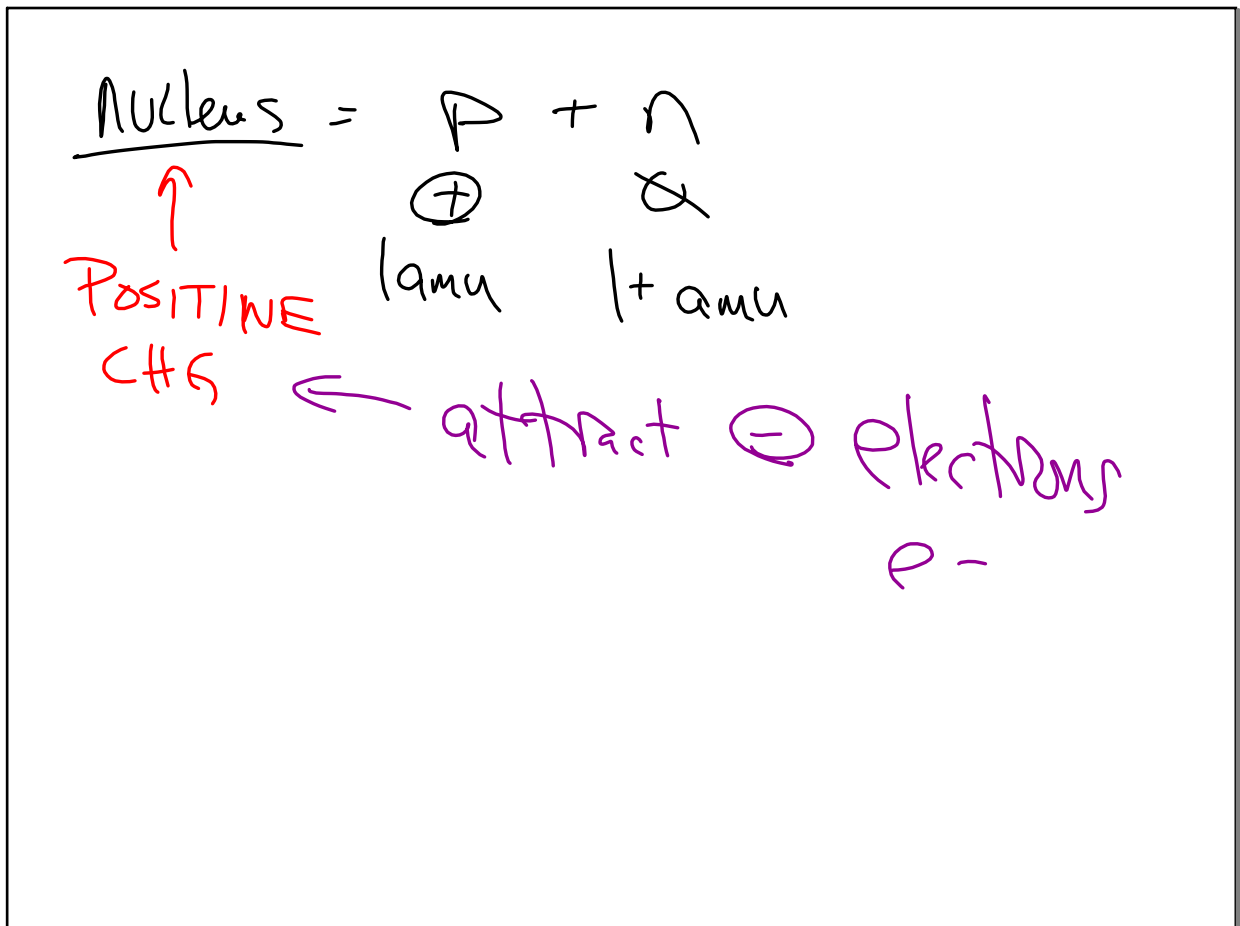 Nucleus = p + n
⊕ ∅
1amu 1+ amu
POSITIVE
CHG
attract ⊖ electrons
e -